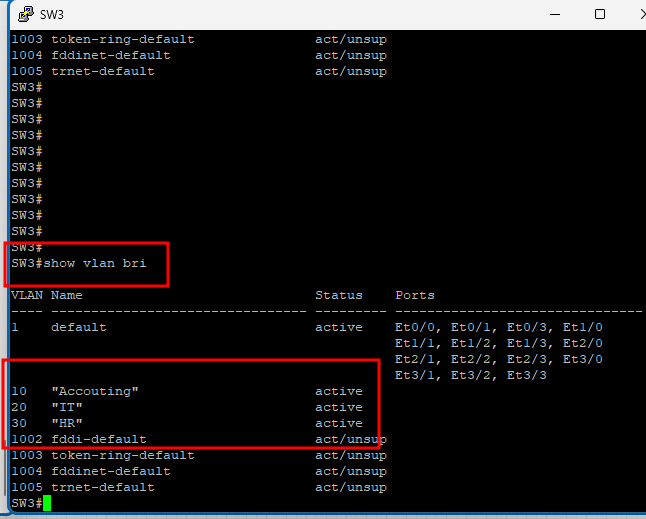 SW3
1003 token-ring-default act/unsup
1004 fddinet-default act/unsup
1005 trnet-default act/unsup
SW3#
SW3#
SW3#
SW3#
SW3#
SW3#
SW3#
SW3#
SW3#
SW3#
SW3#
SW3#show vlan bri
VLAN Name Status Ports
---- -------------------------------- --------- -------------------------------
1 default active Et0/0, Et0/1, Et0/3, Et1/0
Et1/1, Et1/2, Et1/3, Et2/0
Et2/1, Et2/2, Et2/3, Et3/0
Et3/1, Et3/2, Et3/3
10 "Accouting" active
20 "IT" active
30 "HR" active
1002 fddi-default act/unsup
1003 token-ring-default act/unsup
1004 fddinet-default act/unsup
1005 trnet-default act/unsup
SW3#